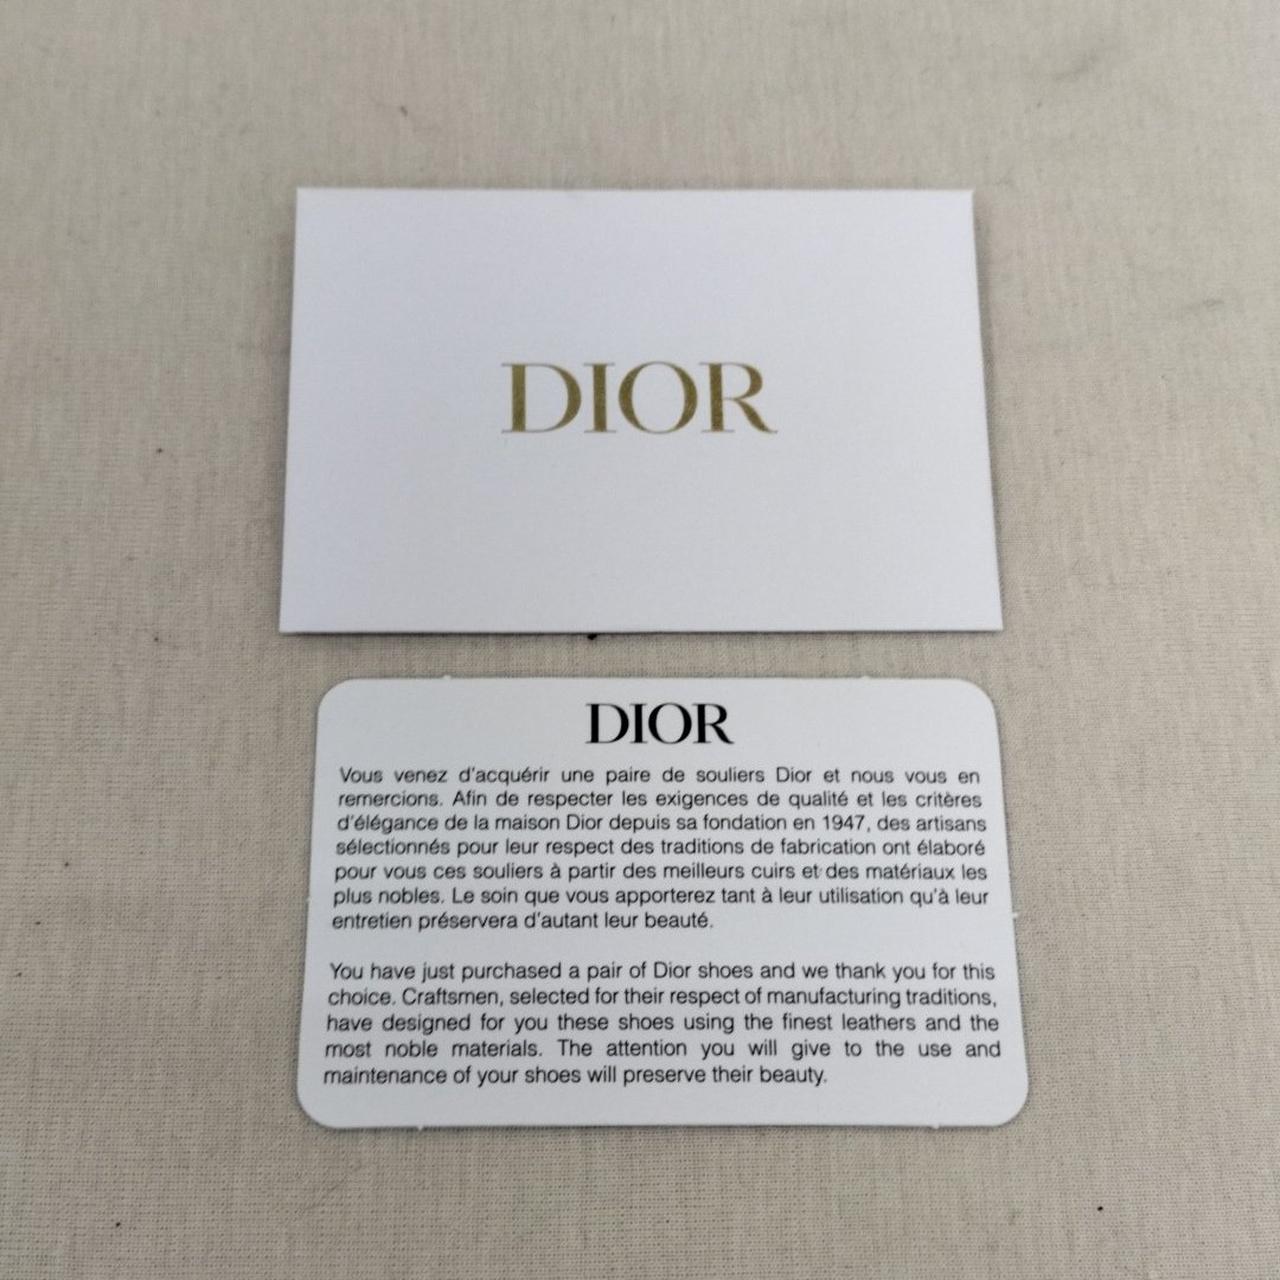 DIOR
DIOR
Vous venez d'acquérir une paire de souliers Dior et nous vous en
remercions. Afin de respecter les exigences de qualité et les critères
d'élégance de la maison Dior depuis sa fondation en 1947, des artisans
sélectionnés pour leur respect des traditions de fabrication ont élaboré
pour vous ces souliers à partir des meilleurs cuirs et des matériaux les
plus nobles. Le soin que vous apporterez tant à leur utilisation qu'à leur
entretien préservera d'autant leur beauté.
You have just purchased a pair of Dior shoes and we thank you for this
choice. Craftsmen, selected for their respect of manufacturing traditions,
have designed for you these shoes using the finest leathers and the
most noble materials. The attention you will give to the use and
maintenance of your shoes will preserve their beauty.